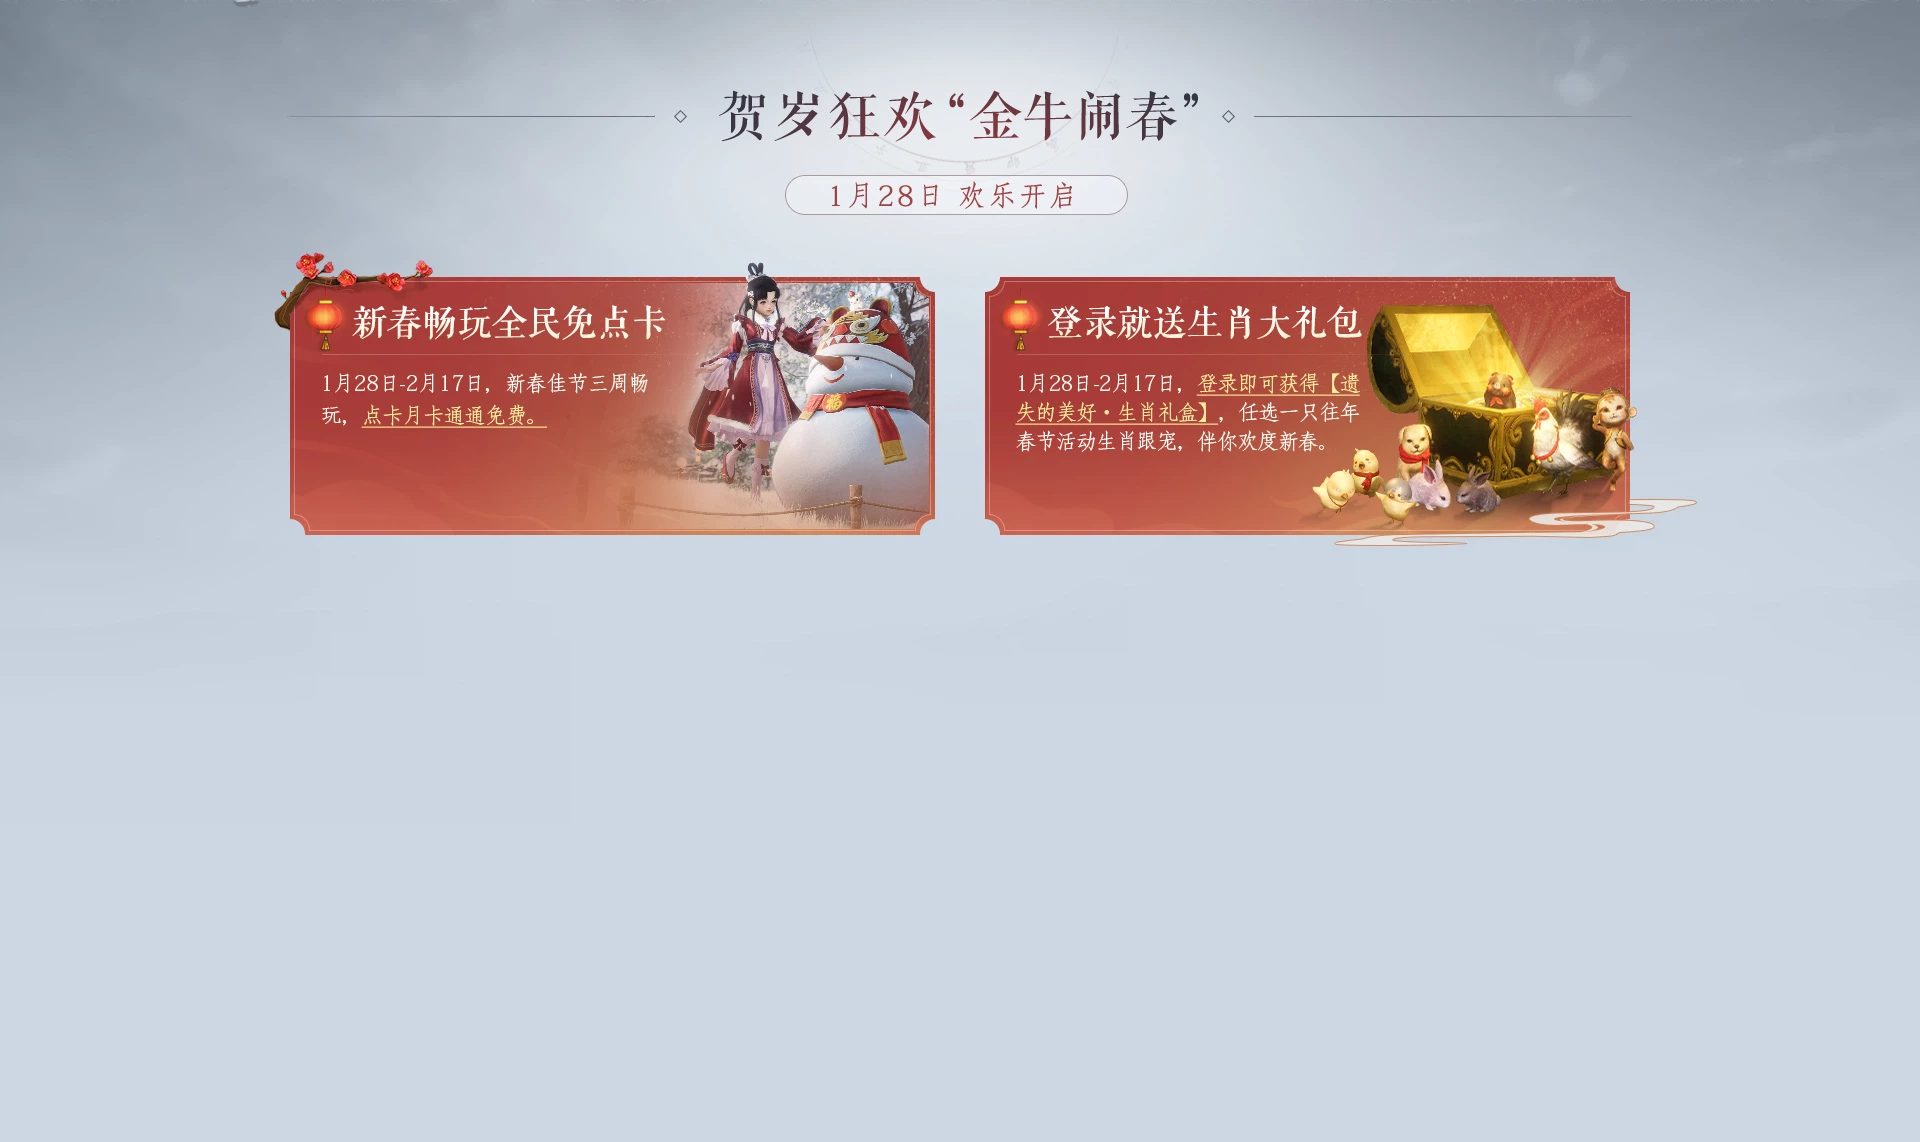 贺岁狂欢“金牛闹春”
1月28日 欢乐开启
新春畅玩全民免点卡
1月28日-2月17日，新春佳节三周畅
玩，点卡月卡通通免费。
登录就送生肖大礼包
1月28日-2月17日，登录即可获得【遗
失的美好·生肖礼盒】，任选一只往年
春节活动生肖跟宠，伴你欢度新春。